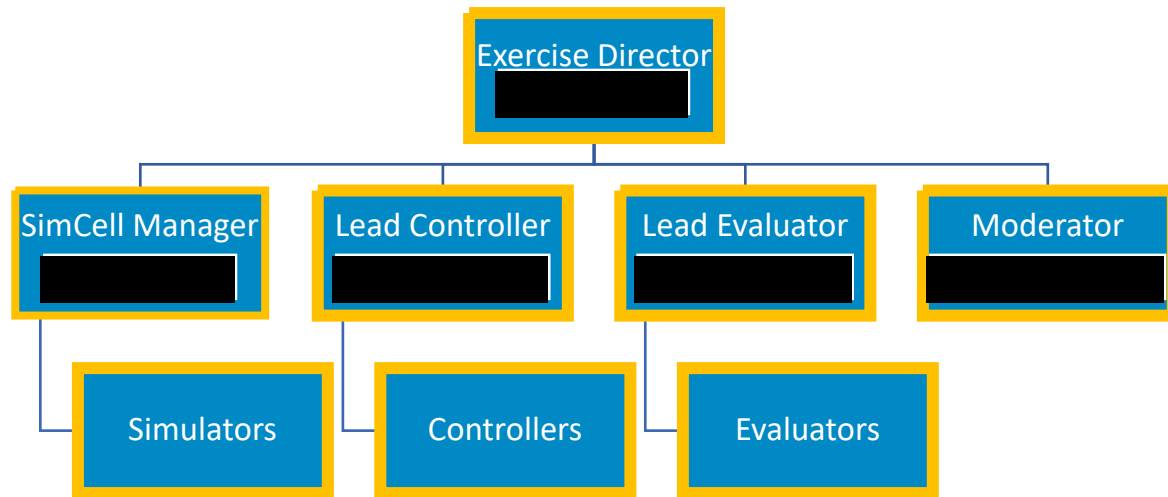 Exercise Director
SimCell Manager
Lead Controller
Lead Evaluator
Moderator
Simulators
Controllers
Evaluators